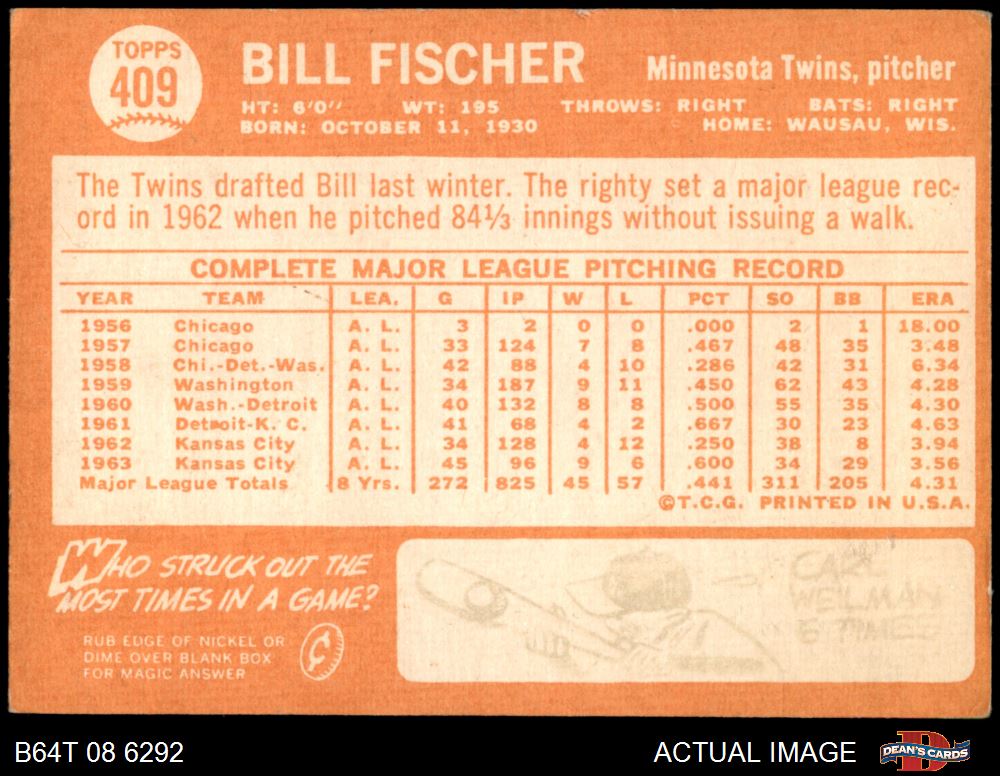 TOPPS
409
BILL FISCHER
Minnesota Twins, pitcher
HT: 6'0" WT: 195 THROWS: RIGHT BATS: RIGHT
BORN: OCTOBER 11, 1930 HOME: WAUSAU, WIS.
The Twins drafted Bill last winter. The righty set a major league rec-
ord in 1962 when he pitched 84⅓ innings without issuing a walk.
COMPLETE MAJOR LEAGUE PITCHING RECORD
YEAR TEAM LEA. G IP W L PCT SO BB ERA
1956 Chicago A. L. 3 2 0 0 .000 2 1 18.00
1957 Chicago A. L. 33 124 7 8 .467 48 35 3.48
1958 Chi.-Det.-Was. A. L. 42 88 4 10 .286 42 31 6.34
1959 Washington A. L. 34 187 9 11 .450 62 43 4.28
1960 Wash.-Detroit A. L. 40 132 8 8 .500 55 35 4.30
1961 Detroit-K. C. A. L. 41 68 4 2 .667 30 23 4.63
1962 Kansas City A. L. 34 128 4 12 .250 38 8 3.94
1963 Kansas City A. L. 45 96 9 6 .600 34 29 3.56
Major League Totals 8 Yrs. 272 825 45 57 .441 311 205 4.31
©T.C.G. PRINTED IN U.S.A.
WHO STRUCK OUT THE
MOST TIMES IN A GAME?
RUB EDGE OF NICKEL OR
DIME OVER BLANK BOX
FOR MAGIC ANSWER
¢
CARL
WEILMAN
6 TIMES
B64T 08 6292
ACTUAL IMAGE
DEAN'S CARDS